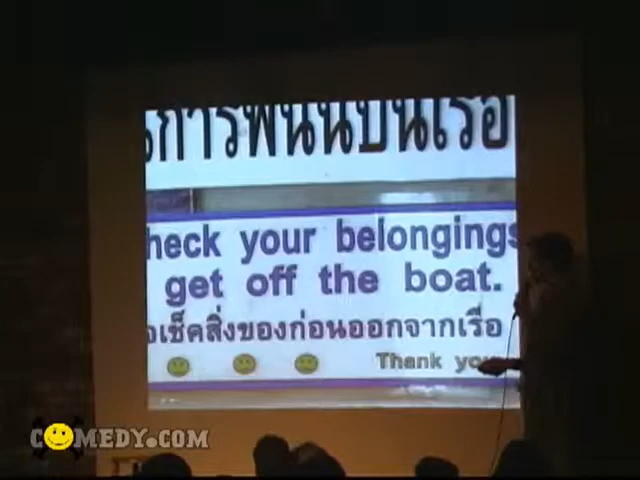 การพนันบนเรือ
heck your belongings
get off the boat.
เช็คสิ่งของก่อนออกจากเรือ
Thank you
COMEDY.COM